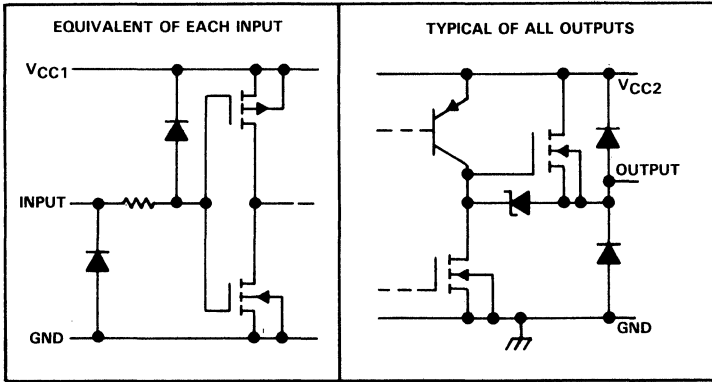 EQUIVALENT OF EACH INPUT
VCC1
INPUT
GND
TYPICAL OF ALL OUTPUTS
VCC2
OUTPUT
GND